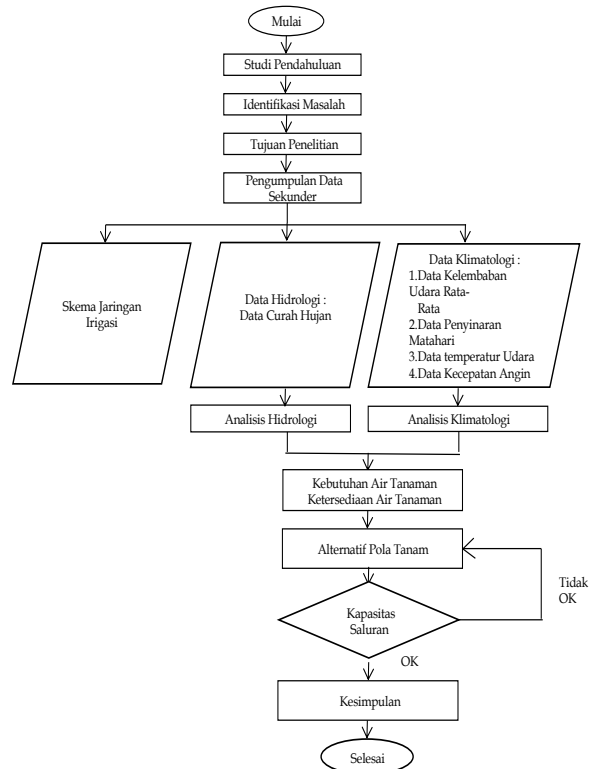 Mulai
Studi Pendahuluan
Identifikasi Masalah
Tujuan Penelitian
Pengumpulan Data
Sekunder
Skema Jaringan
Irigasi
Data Hidrologi :
Data Curah Hujan
Data Klimatologi :
1.Data Kelembaban
Udara Rata-
Rata
2.Data Penyinaran
Matahari
3.Data temperatur Udara
4.Data Kecepatan Angin
Analisis Hidrologi
Analisis Klimatologi
Kebutuhan Air Tanaman
Ketersediaan Air Tanaman
Alternatif Pola Tanam
Tidak
OK
Kapasitas
Saluran
OK
Kesimpulan
Selesai